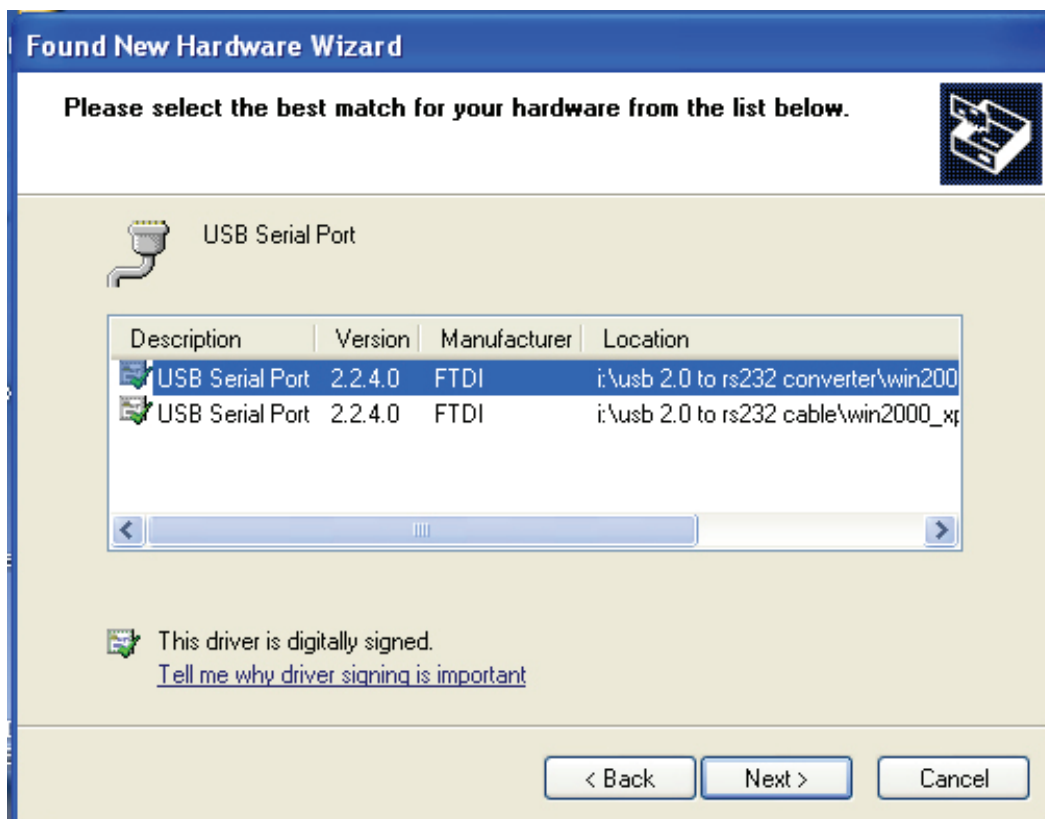 Found New Hardware Wizard
Please select the best match for your hardware from the list below.
USB Serial Port
Description Version Manufacturer Location
USB Serial Port 2.2.4.0 FTDI i:\usb 2.0 to rs232 converter\win200
USB Serial Port 2.2.4.0 FTDI i:\usb 2.0 to rs232 cable\win2000_xp
This driver is digitally signed.
Tell me why driver signing is important
< Back Next > Cancel